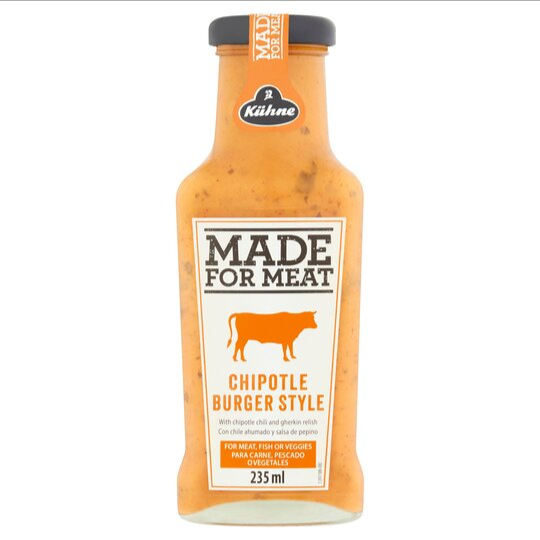 MADE
FOR MEAT
Kühne
MADE
FOR MEAT
CHIPOTLE
BURGER STYLE
With chipotle chili and gherkin relish
Con chile ahumado y salsa de pepino
FOR MEAT, FISH OR VEGGIES
PARA CARNE, PESCADO
O VEGETALES
235 ml